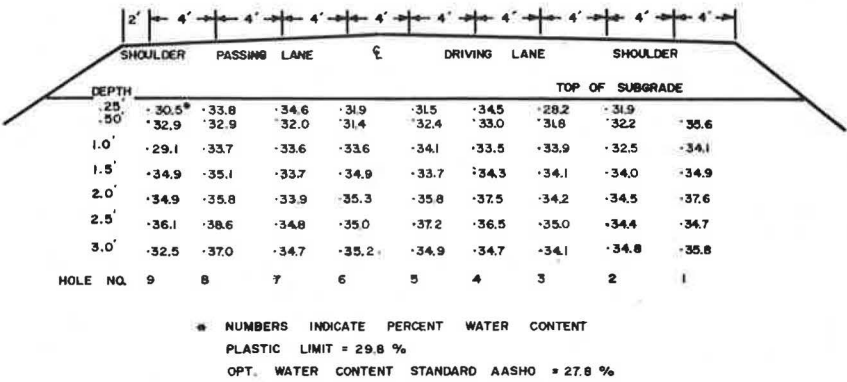 2' 4' 4' 4' 4' 4' 4' 4' 4' 4'
SHOULDER PASSING LANE ℄ DRIVING LANE SHOULDER
DEPTH TOP OF SUBGRADE
.25' ·30.5* ·33.8 ·34.6 ·31.9 ·31.5 ·34.5 ·28.2 ·31.9
.50' ·32.9 ·32.9 ·32.0 ·31.4 ·32.4 ·33.0 ·31.8 ·32.2 ·35.6
1.0' ·29.1 ·33.7 ·33.6 ·33.6 ·34.1 ·33.5 ·33.9 ·32.5 ·34.1
1.5' ·34.9 ·35.1 ·33.7 ·34.9 ·33.7 ·34.3 ·34.1 ·34.0 ·34.9
2.0' ·34.9 ·35.8 ·33.9 ·35.3 ·35.8 ·37.5 ·34.2 ·34.5 ·37.6
2.5' ·36.1 ·38.6 ·34.8 ·35.0 ·37.2 ·36.5 ·35.0 ·34.4 ·34.7
3.0' ·32.5 ·37.0 ·34.7 ·35.2 ·34.9 ·34.7 ·34.1 ·34.8 ·35.8
HOLE NO. 9 8 7 6 5 4 3 2 1
* NUMBERS INDICATE PERCENT WATER CONTENT
PLASTIC LIMIT = 29.8 %
OPT. WATER CONTENT STANDARD AASHO = 27.8 %